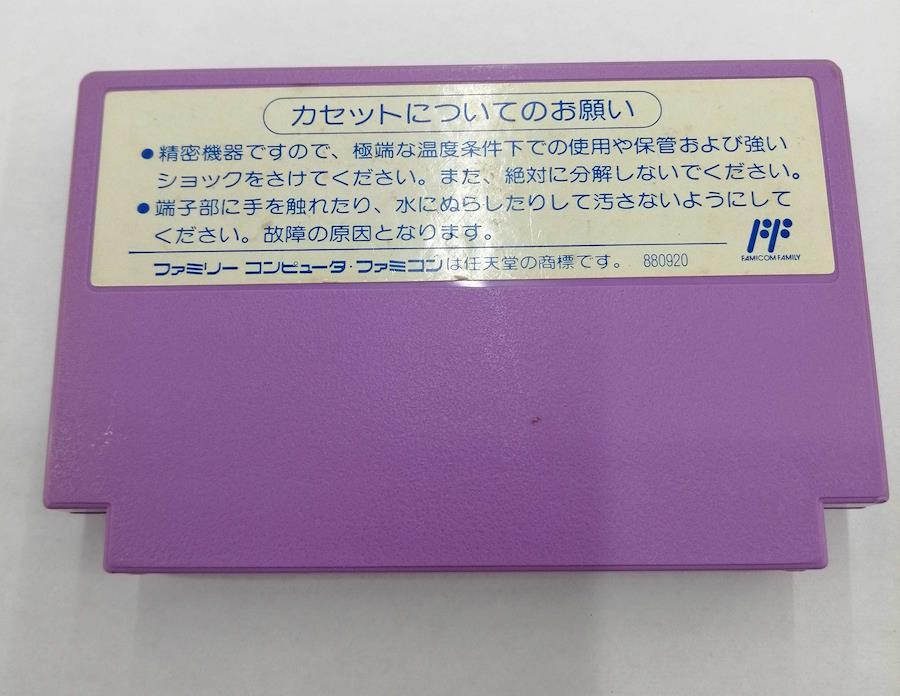 カセットについてのお願い
●精密機器ですので、極端な温度条件下での使用や保管および強い
ショックをさけてください。また、絶対に分解しないでください。
●端子部に手を触れたり、水にぬらしたりして汚さないようにして
ください。故障の原因となります。
FAMICOM FAMILY
ファミリー コンピュータ・ファミコンは任天堂の商標です。 880920